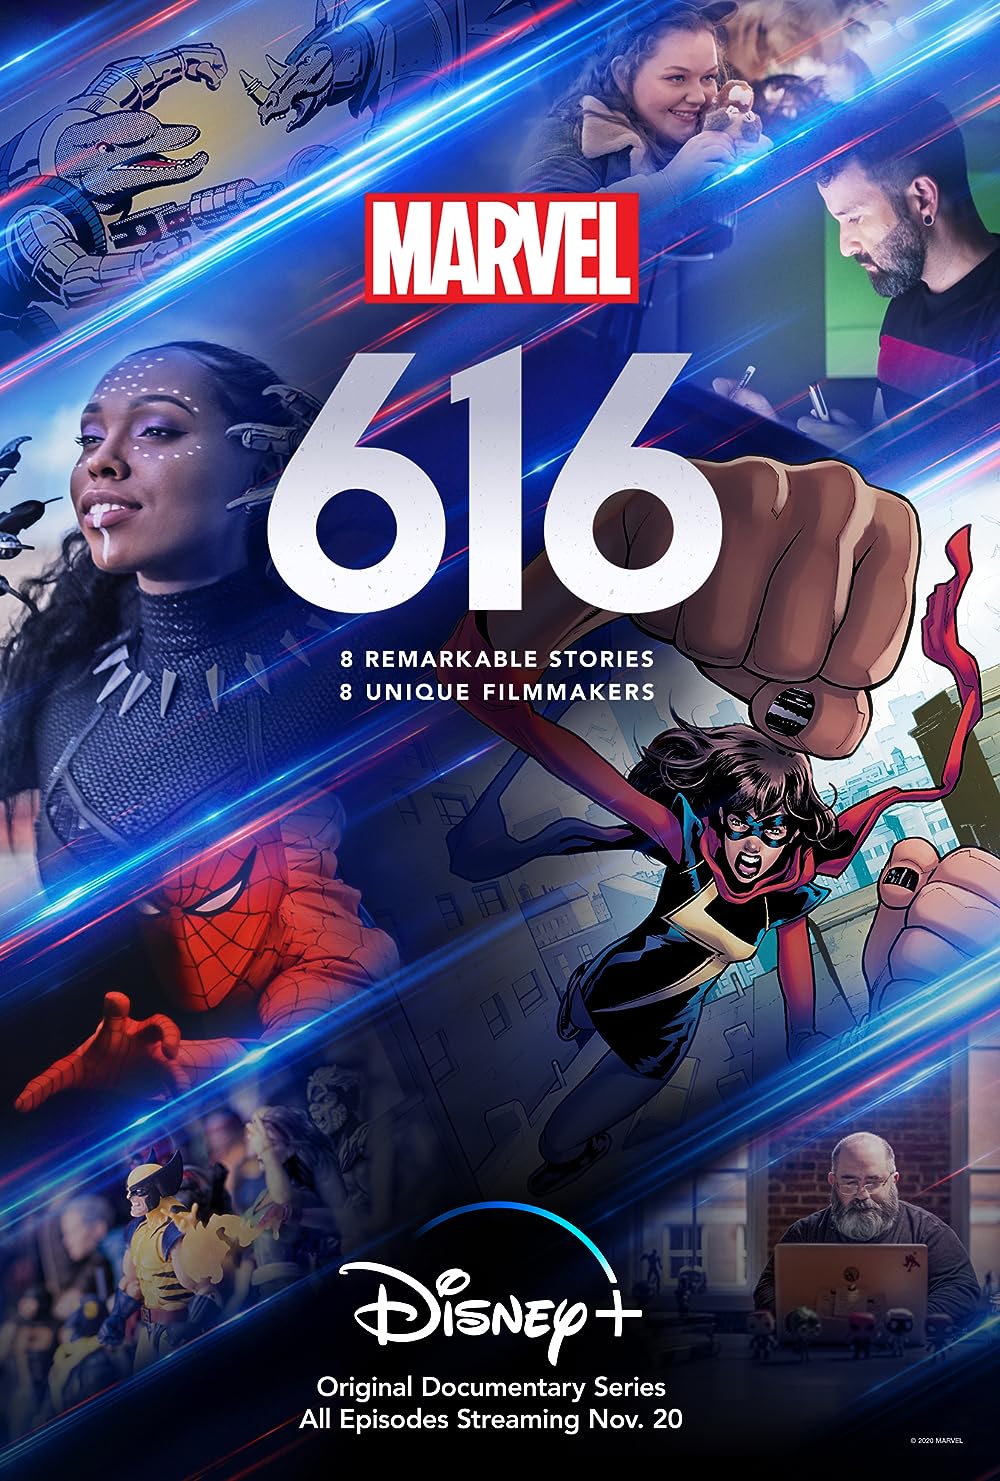 MARVEL
616
8 REMARKABLE STORIES
8 UNIQUE FILMMAKERS
Disney+
Original Documentary Series
All Episodes Streaming Nov. 20
© 2020 MARVEL